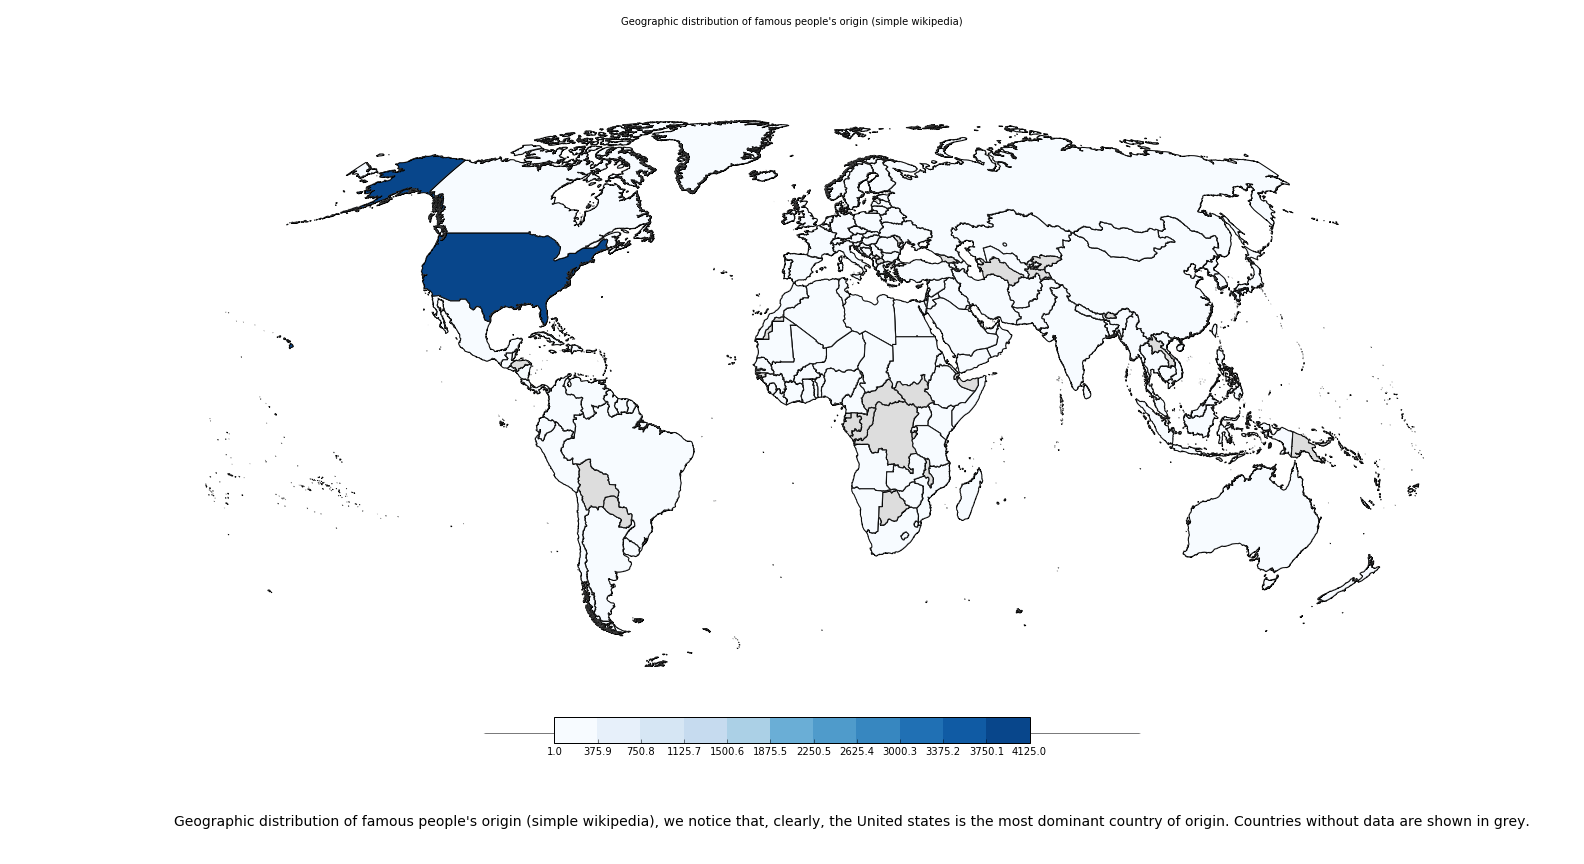 Geographic distribution of famous people's origin (simple wikipedia)
1.0 375.9 750.8 1125.7 1500.6 1875.5 2250.5 2625.4 3000.3 3375.2 3750.1 4125.0
Geographic distribution of famous people's origin (simple wikipedia), we notice that, clearly, the United states is the most dominant country of origin. Countries without data are shown in grey.